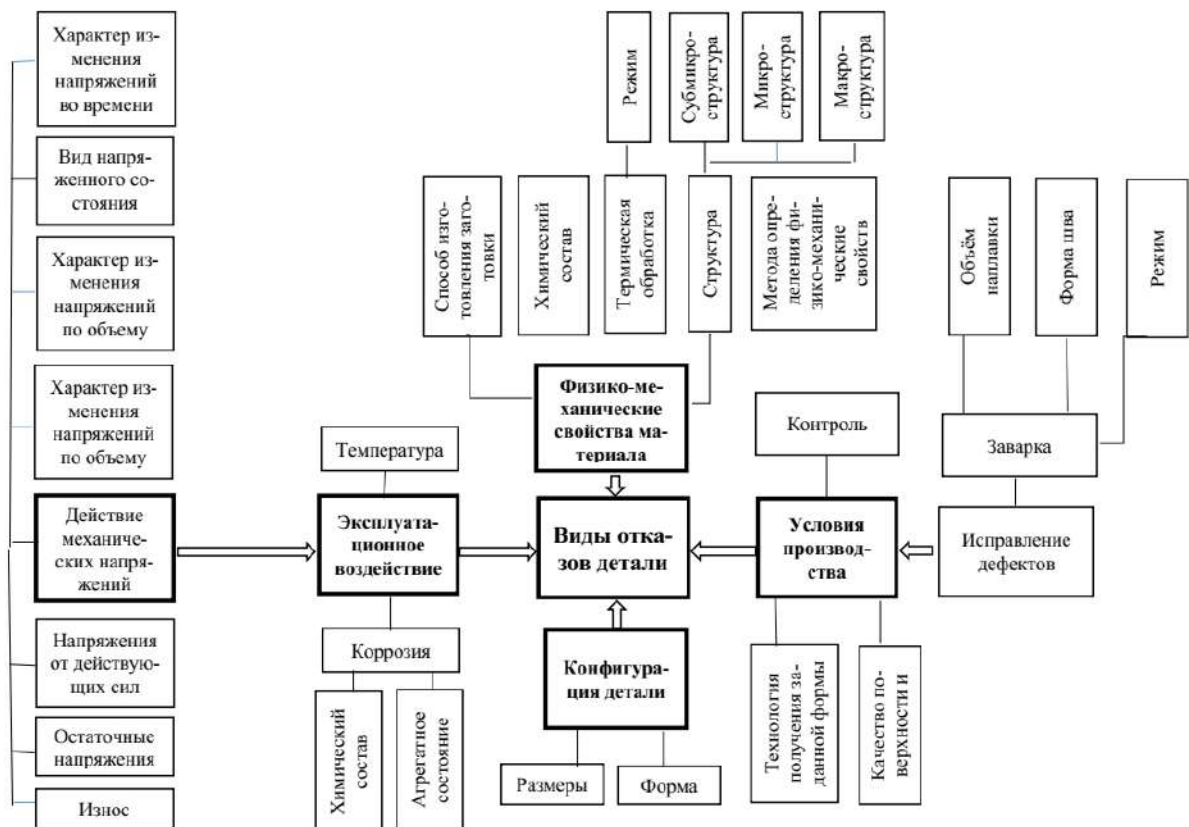 Характер из-
менения
напряжений
во времени
Вид напря-
женного со-
стояния
Характер из-
менения
напряжений
по объему
Характер из-
менения
напряжений
по объему
Действие
механиче-
ских напря-
жений
Напряжения
от действую-
щих сил
Остаточные
напряжения
Износ
Температура
Эксплуата-
ционное
воздействие
Коррозия
Химический
состав
Агрегатное
состояние
Режим
Субмикро-
структура
Микро-
структура
Макро-
структура
Способ изго-
товления заго-
товки
Химический
состав
Термическая
обработка
Структура
Метода опре-
деления фи-
зико-механи-
ческие
свойств
Физико-ме-
ханические
свойства ма-
териала
Виды отка-
зов детали
Конфигура-
ция детали
Размеры
Форма
Контроль
Условия
производ-
ства
Технология
получения за-
данной формы
Качество по-
верхности и
Объём
наплавки
Форма шва
Режим
Заварка
Исправление
дефектов